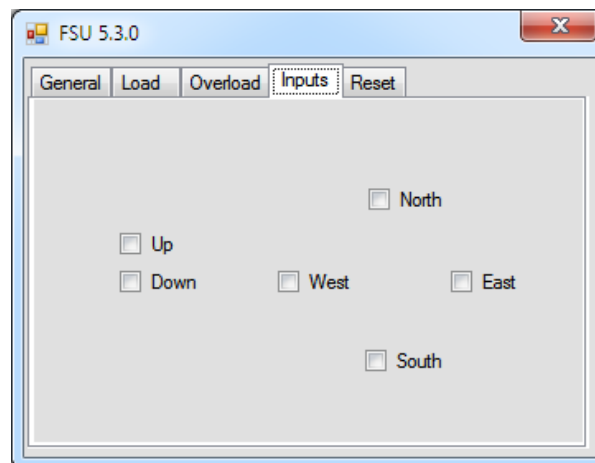 FSU 5.3.0
General Load Overload Inputs Reset
North
Up
Down West East
South